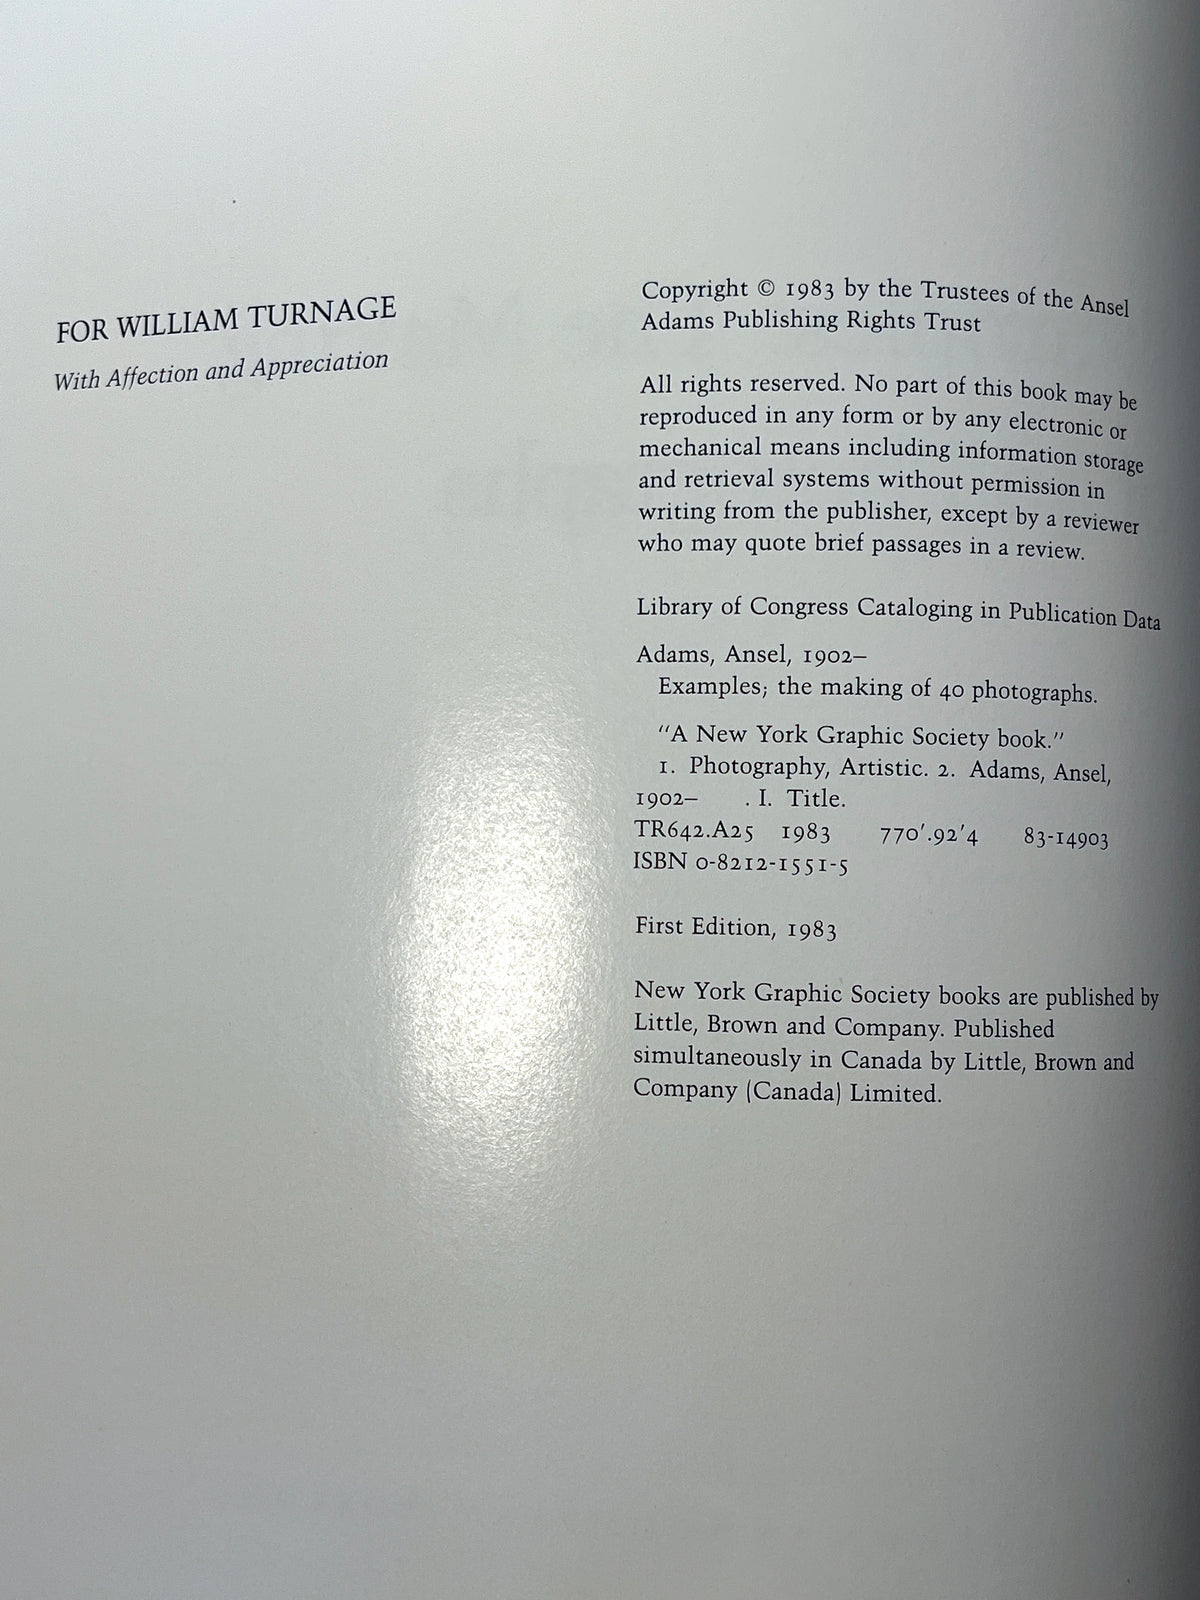 FOR WILLIAM TURNAGE
With Affection and Appreciation
Copyright © 1983 by the Trustees of the Ansel
Adams Publishing Rights Trust
All rights reserved. No part of this book may be
reproduced in any form or by any electronic or
mechanical means including information storage
and retrieval systems without permission in
writing from the publisher, except by a reviewer
who may quote brief passages in a review.
Library of Congress Cataloging in Publication Data
Adams, Ansel, 1902–
Examples; the making of 40 photographs.
“A New York Graphic Society book.”
1. Photography, Artistic. 2. Adams, Ansel,
1902– . I. Title.
TR642.A25 1983 770′.92′4 83-14903
ISBN 0-8212-1551-5
First Edition, 1983
New York Graphic Society books are published by
Little, Brown and Company. Published
simultaneously in Canada by Little, Brown and
Company (Canada) Limited.